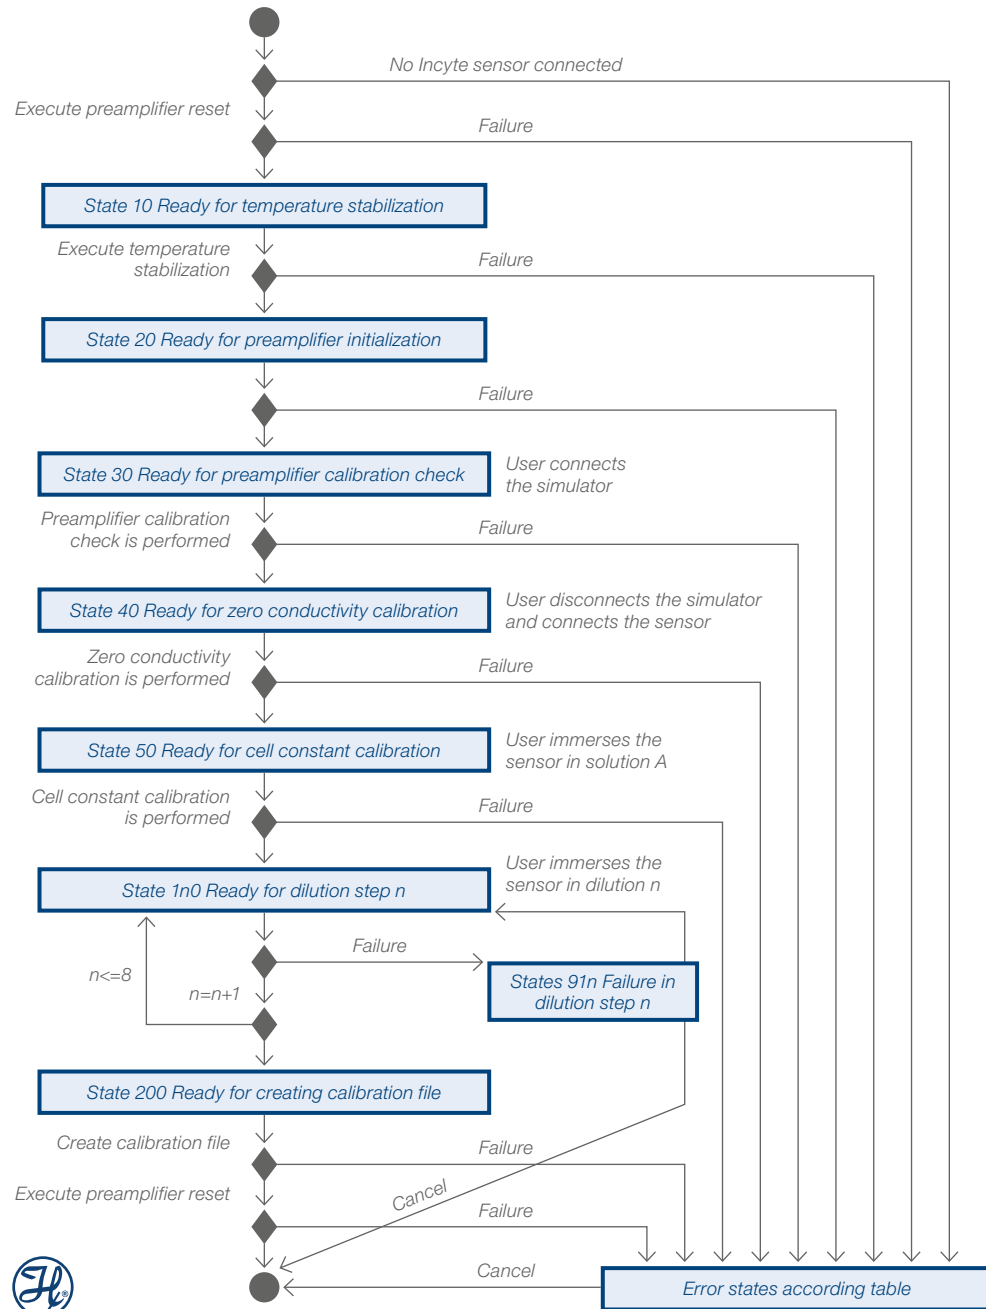 No Incyte sensor connected
Execute preamplifier reset
Failure
State 10 Ready for temperature stabilization
Execute temperature
stabilization
Failure
State 20 Ready for preamplifier initialization
Failure
State 30 Ready for preamplifier calibration check
User connects
the simulator
Preamplifier calibration
check is performed
Failure
State 40 Ready for zero conductivity calibration
User disconnects the simulator
and connects the sensor
Zero conductivity
calibration is performed
Failure
State 50 Ready for cell constant calibration
User immerses the
sensor in solution A
Cell constant calibration
is performed
Failure
State 1n0 Ready for dilution step n
User immerses the
sensor in dilution n
Failure
n<=8
n=n+1
States 91n Failure in
dilution step n
State 200 Ready for creating calibration file
Create calibration file
Failure
Execute preamplifier reset
Cancel
Failure
H®
Cancel
Error states according table